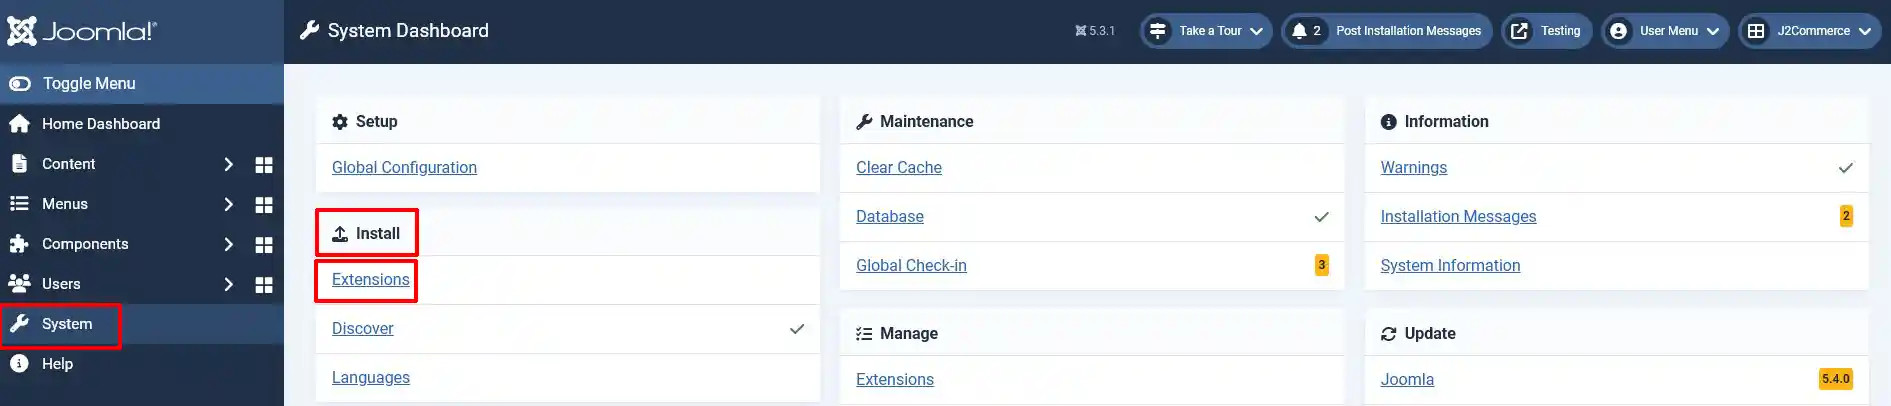 Joomla!®
System Dashboard
5.3.1
Take a Tour
2 Post Installation Messages
Testing
User Menu
J2Commerce
Toggle Menu
Home Dashboard
Content
Menus
Components
Users
System
Help
Setup
Global Configuration
Install
Extensions
Discover
Languages
Maintenance
Clear Cache
Database
Global Check-in 3
Manage
Extensions
Information
Warnings
Installation Messages 2
System Information
Update
Joomla 5.4.0